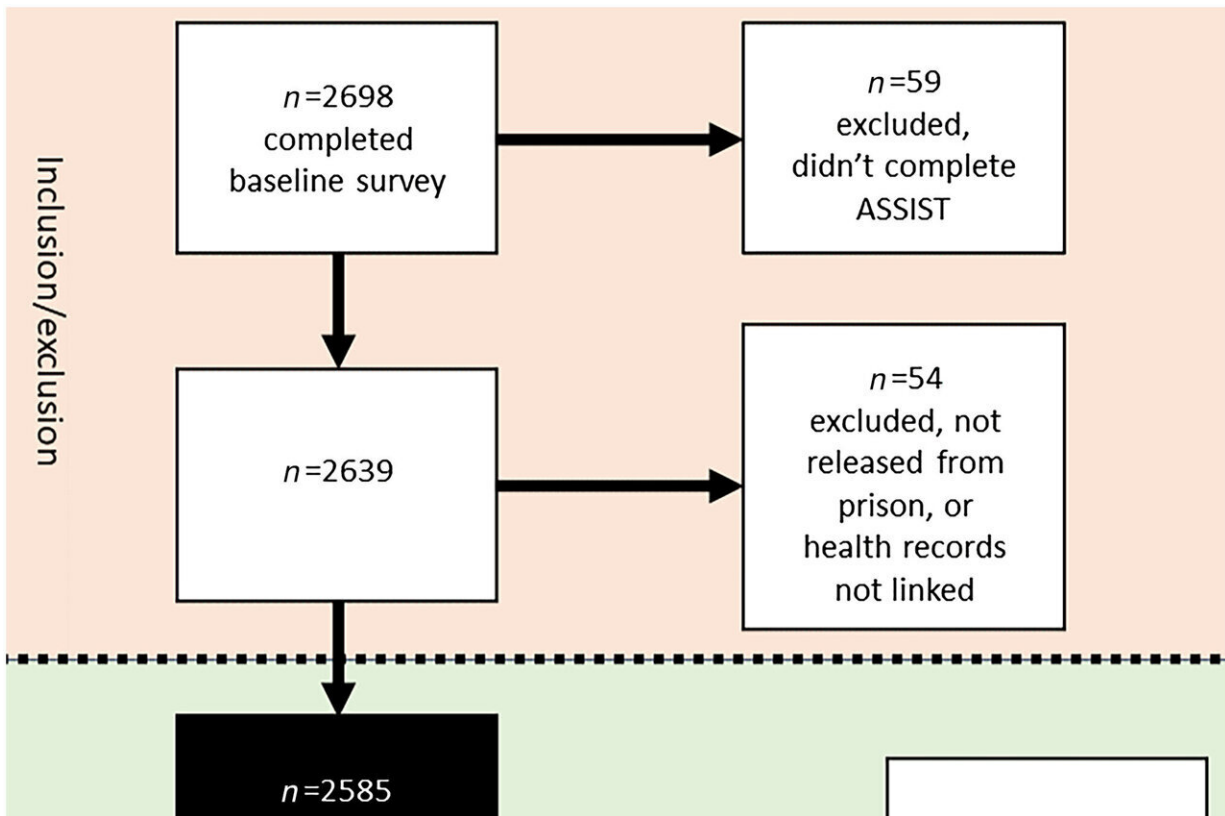 Inclusion/exclusion
n=2698
completed
baseline survey
n=59
excluded,
didn’t complete
ASSIST
n=2639
n=54
excluded, not
released from
prison, or
health records
not linked
n=2585